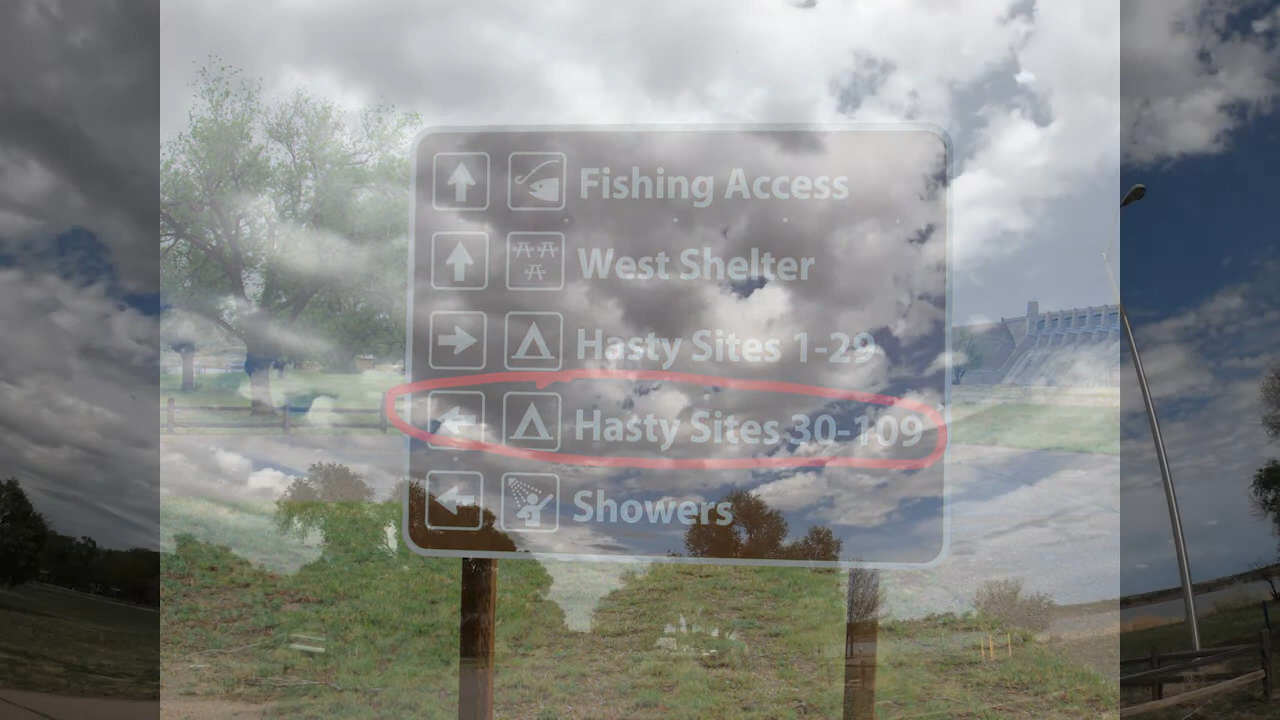 Fishing Access
West Shelter
Hasty Sites 1-29
Hasty Sites 30-109
Showers